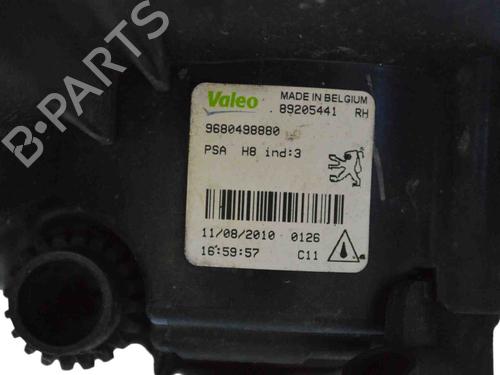 Valeo
MADE IN BELGIUM
89205441 RH
9680498880
PSA H8 ind:3
11/08/2010 0126
16:59:57 C11
B-Parts